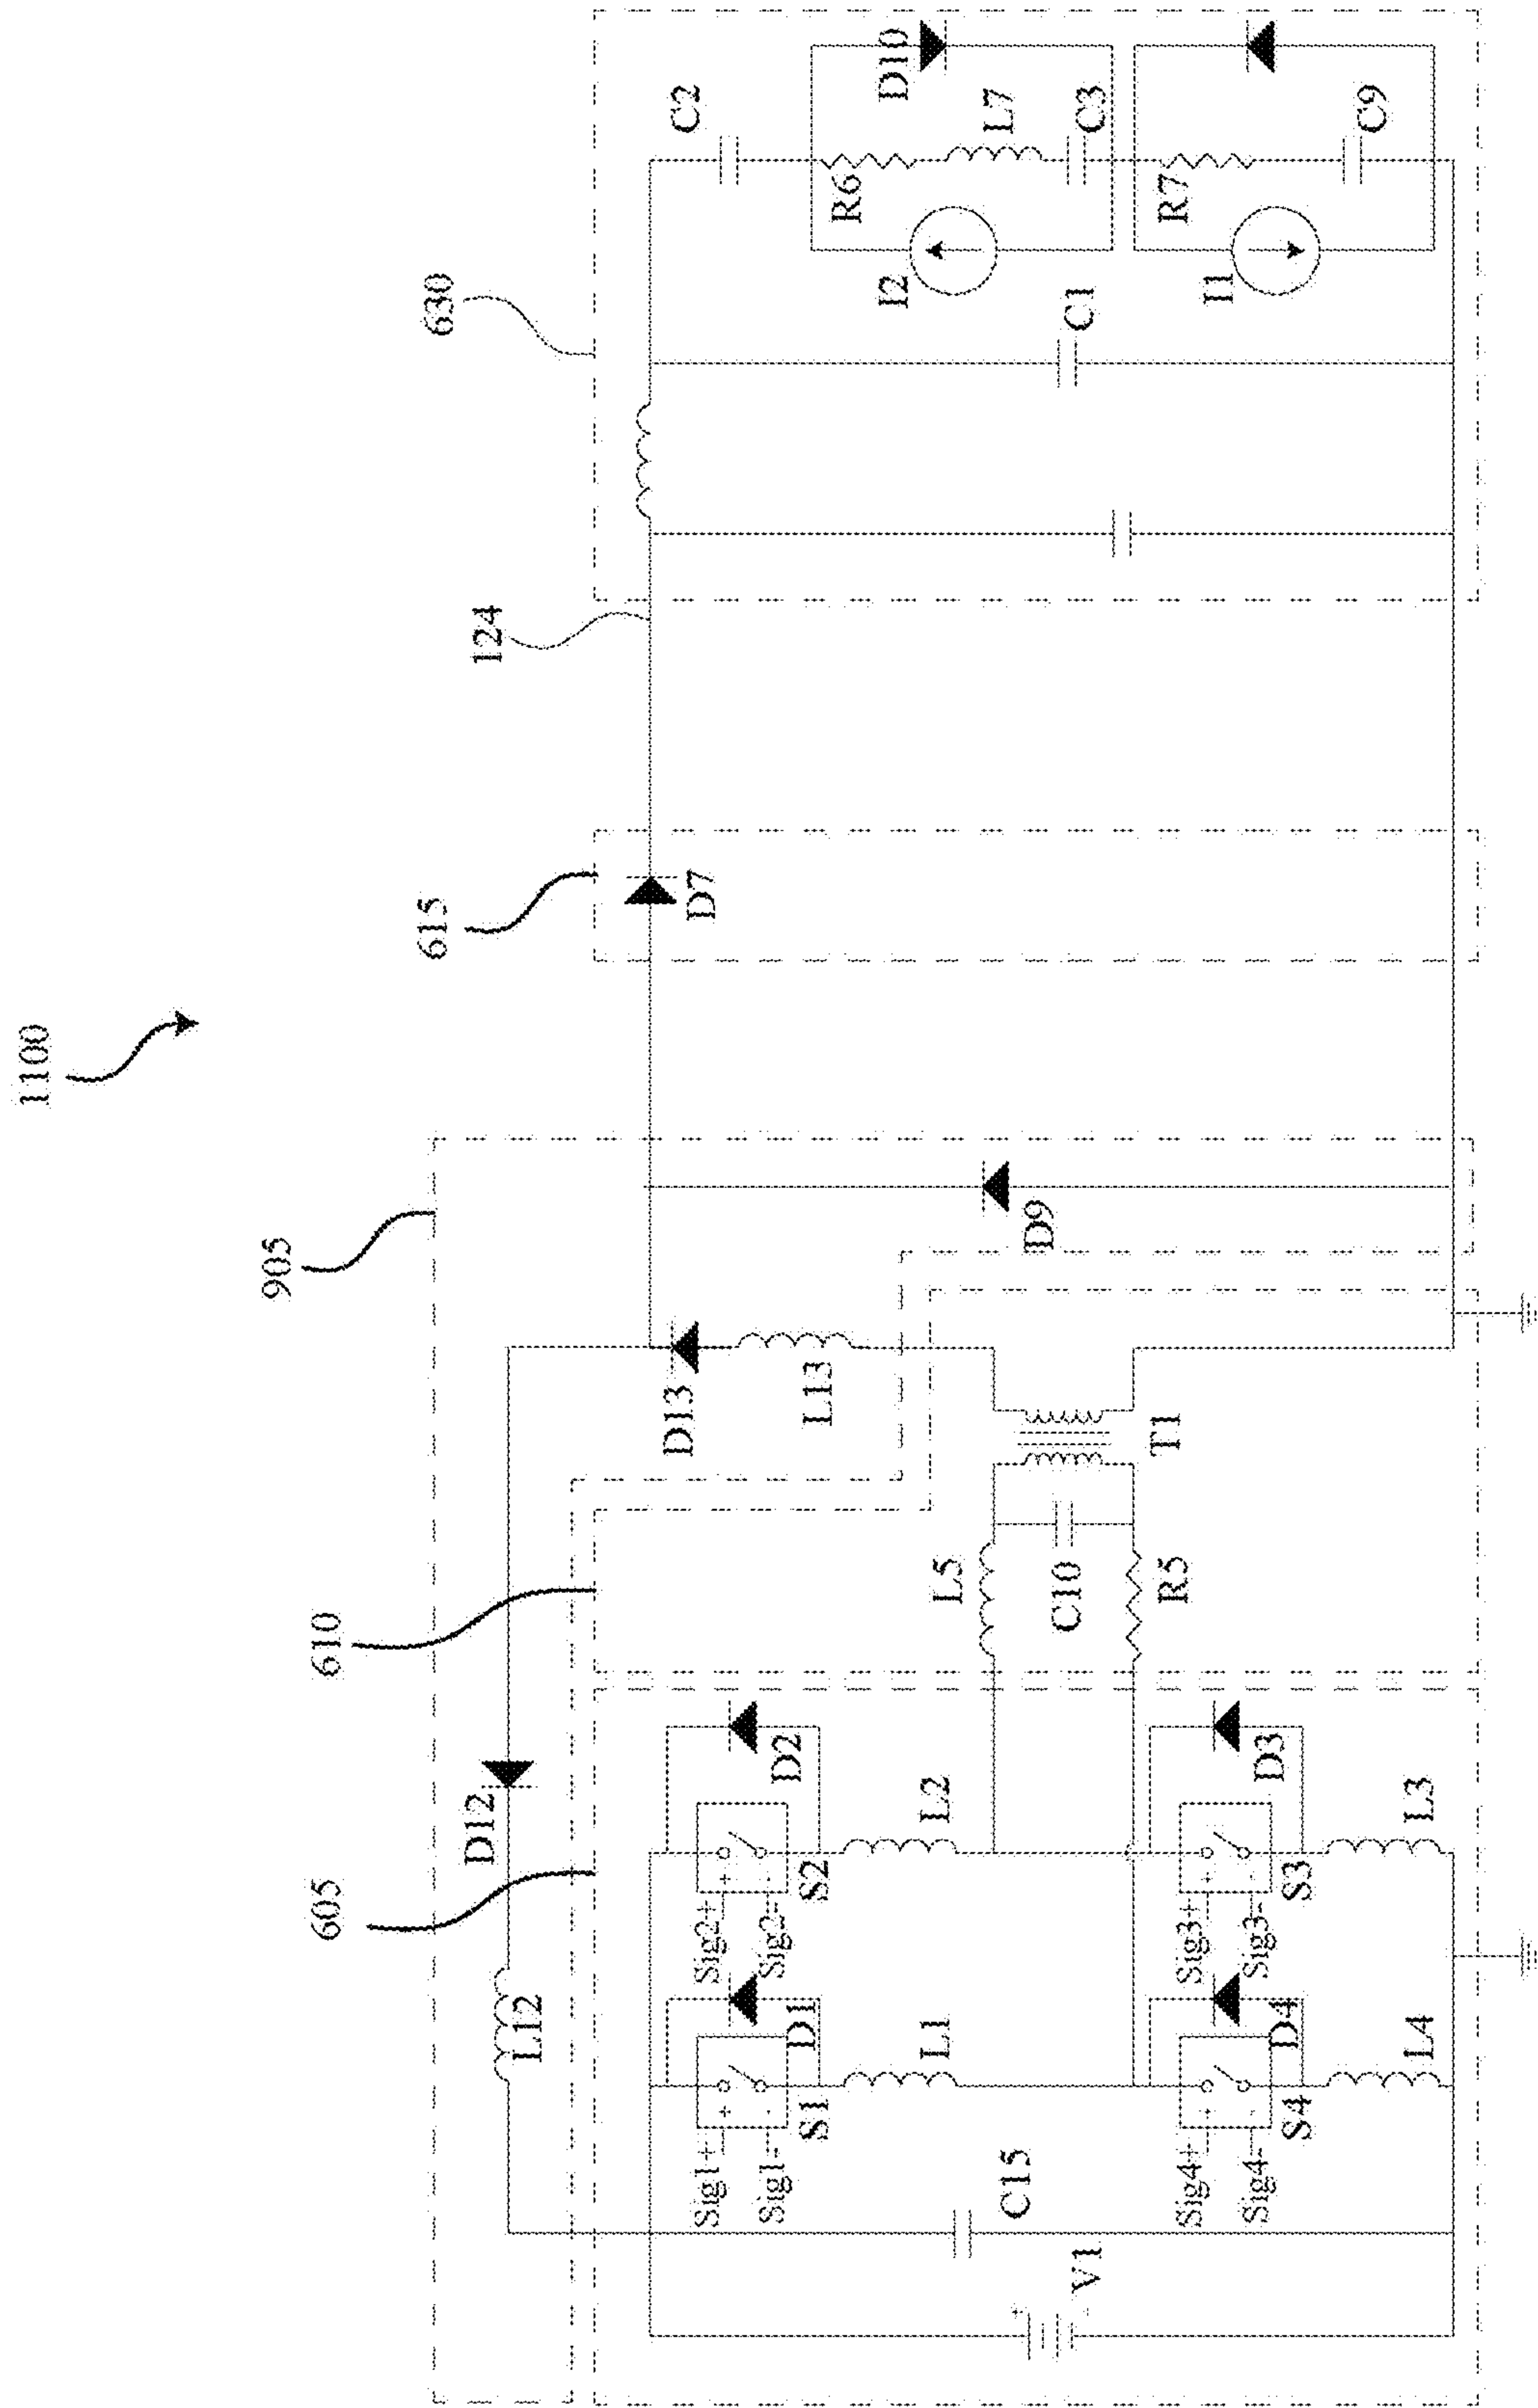 1100
905
610
605
615
124
630
D12
L12
D13
L13
D9
D7
C2
D10
R6
L7
C3
I2
C1
R7
C9
I1
T1
L5
C10
R5
Sig2+
Sig2-
+
-
S2
D2
L2
Sig1+
Sig1-
+
-
S1
D1
L1
Sig3+
Sig3-
+
-
S3
D3
L3
Sig4+
Sig4-
+
-
S4
D4
L4
C15
+
V1
-